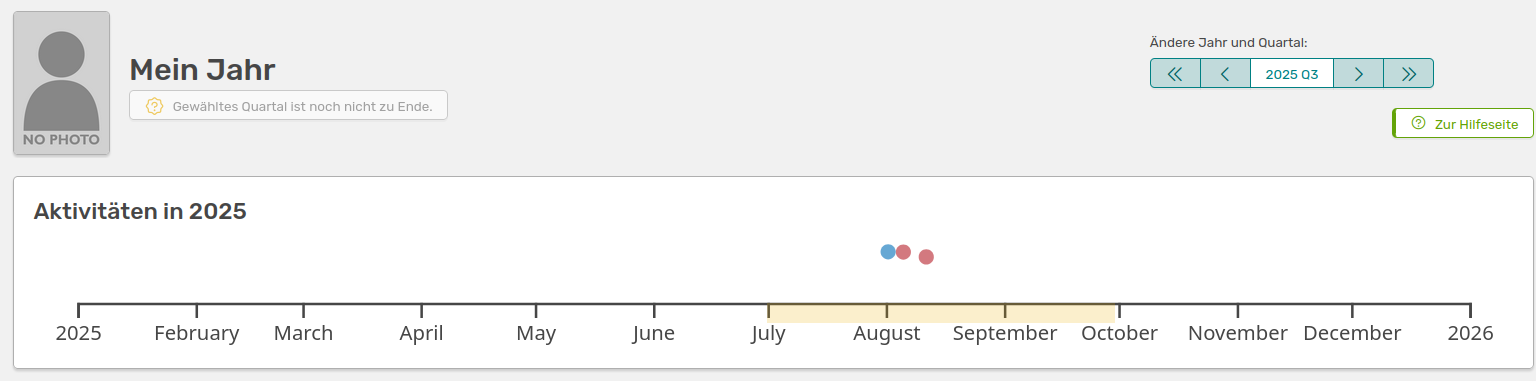 NO PHOTO
Mein Jahr
Gewähltes Quartal ist noch nicht zu Ende.
Ändere Jahr und Quartal:
2025 Q3
Zur Hilfeseite
Aktivitäten in 2025
2025 February March April May June July August September October November December 2026